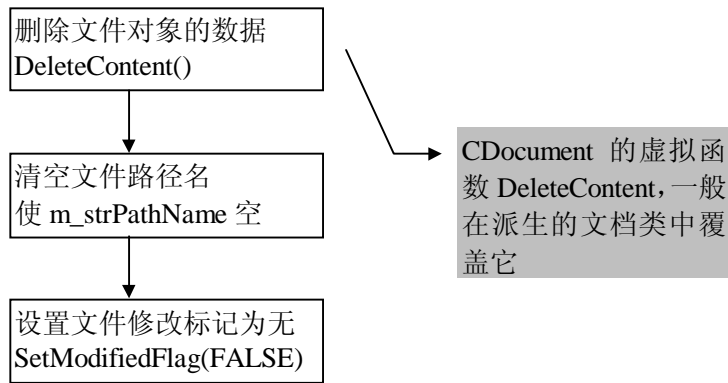 删除文件对象的数据
DeleteContent()
清空文件路径名
使 m_strPathName 空
设置文件修改标记为无
SetModifiedFlag(FALSE)
CDocument 的虚拟函
数 DeleteContent，一般
在派生的文档类中覆
盖它